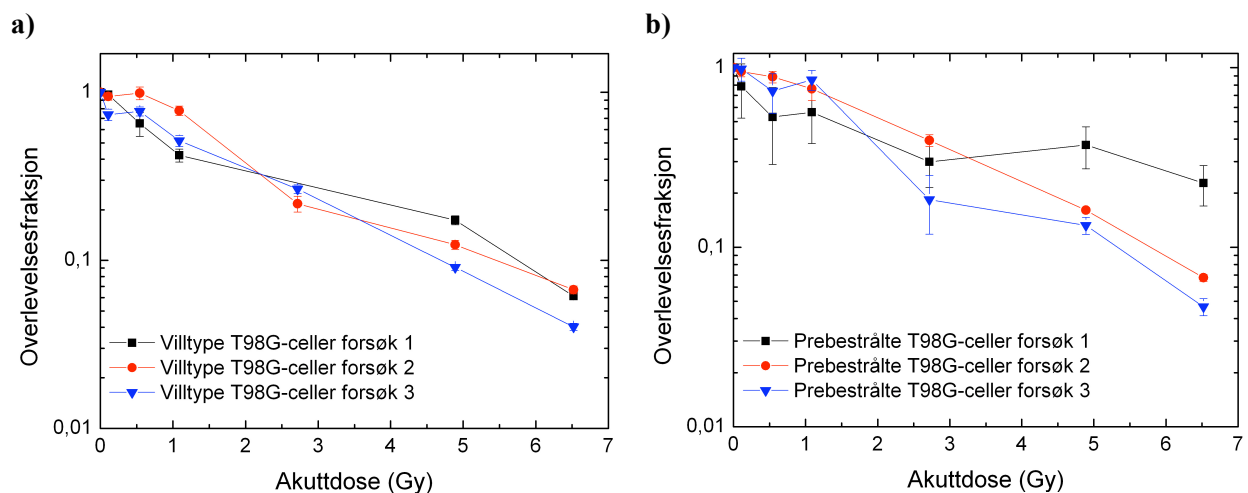 a)
Overlevelsesfraksjon
1
0,1
0,01
Villtype T98G-celler forsøk 1
Villtype T98G-celler forsøk 2
Villtype T98G-celler forsøk 3
0 1 2 3 4 5 6 7
Akuttdose (Gy)
b)
Overlevelsesfraksjon
1
0,1
0,01
Prebestrålte T98G-celler forsøk 1
Prebestrålte T98G-celler forsøk 2
Prebestrålte T98G-celler forsøk 3
0 1 2 3 4 5 6 7
Akuttdose (Gy)